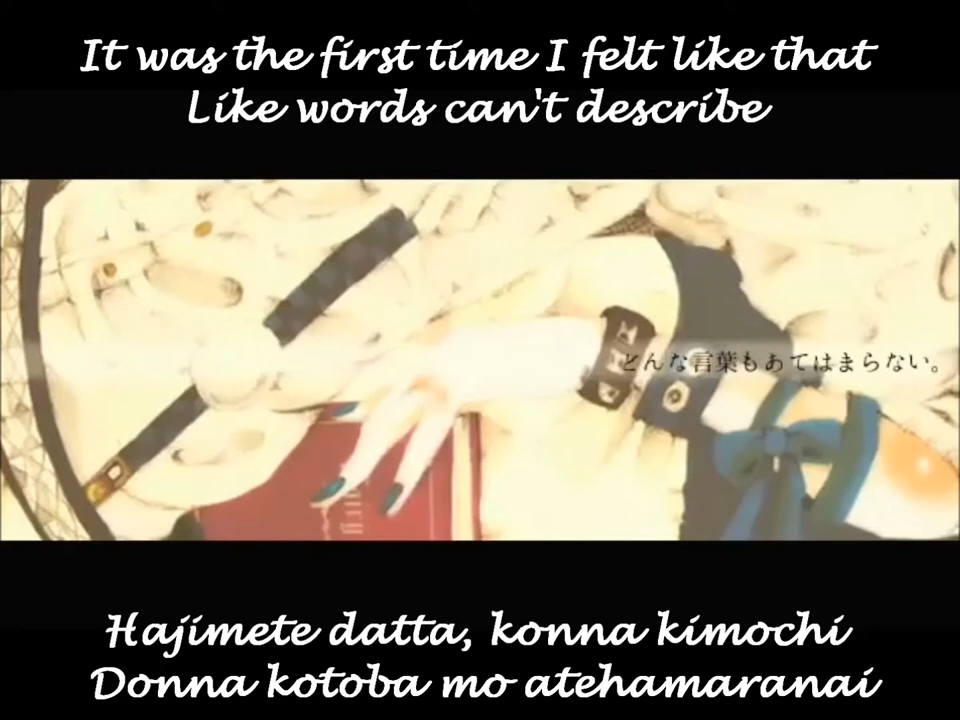 It was the first time I felt like that
Like words can't describe
どんな言葉もあてはまらない。
Hajimete datta, konna kimochi
Donna kotoba mo atehamaranai